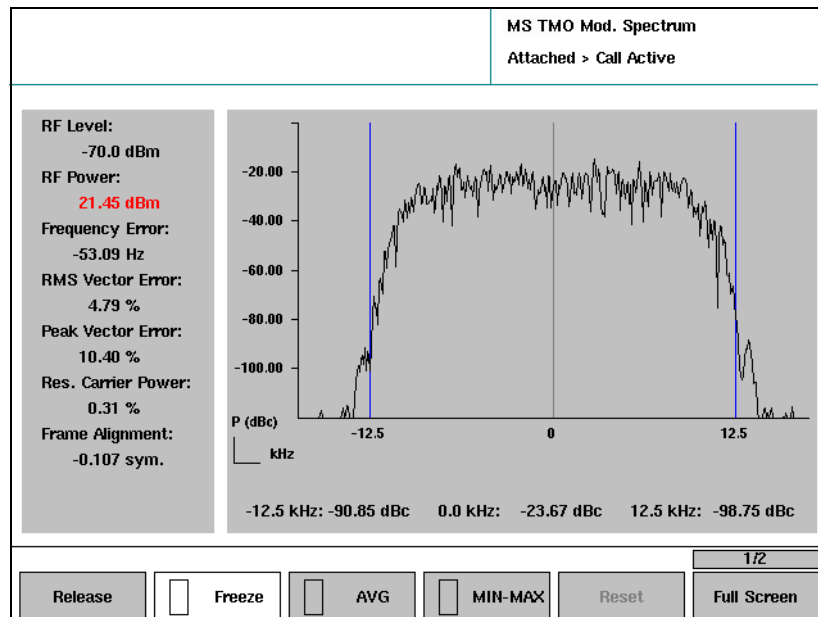 MS TMO Mod. Spectrum
Attached > Call Active
RF Level:
-70.0 dBm
RF Power:
21.45 dBm
Frequency Error:
-53.09 Hz
RMS Vector Error:
4.79 %
Peak Vector Error:
10.40 %
Res. Carrier Power:
0.31 %
Frame Alignment:
-0.107 sym.
-20.00
-40.00
-60.00
-80.00
-100.00
P (dBc)
kHz
-12.5 0 12.5
-12.5 kHz: -90.85 dBc 0.0 kHz: -23.67 dBc 12.5 kHz: -98.75 dBc
1/2
Release Freeze AVG MIN-MAX Reset Full Screen